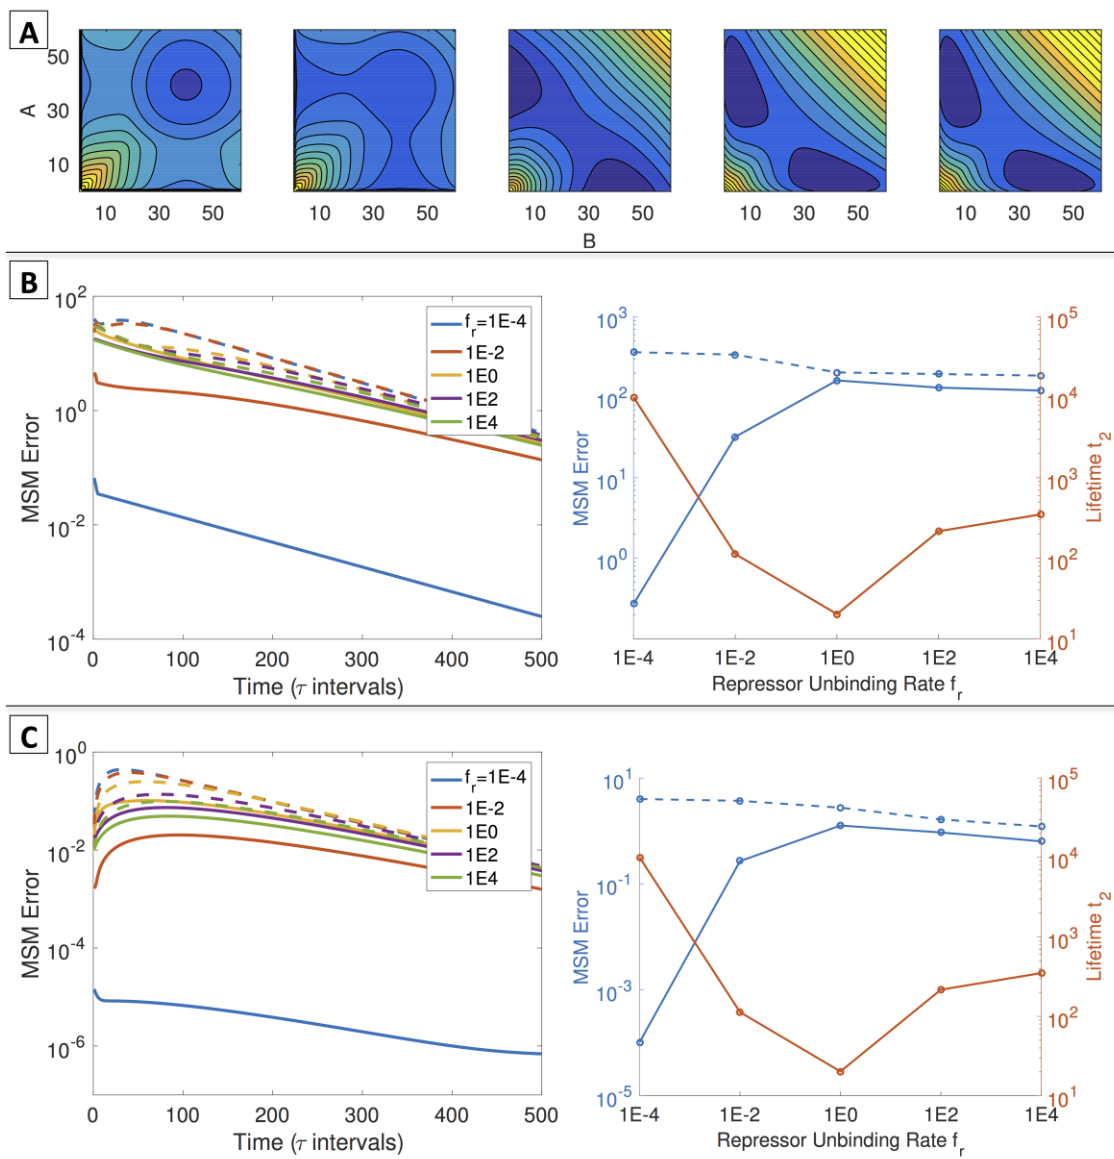 A
50
30
10
A
10 30 50
10 30 50
10 30 50
10 30 50
10 30 50
B
B
10^2
10^0
10^-2
10^-4
MSM Error
0 100 200 300 400 500
Time (τ intervals)
f_r=1E-4
1E-2
1E0
1E2
1E4
10^3
10^2
10^1
10^0
MSM Error
10^5
10^4
10^3
10^2
10^1
Lifetime t_2
1E-4 1E-2 1E0 1E2 1E4
Repressor Unbinding Rate f_r
C
10^0
10^-2
10^-4
10^-6
MSM Error
0 100 200 300 400 500
Time (τ intervals)
f_r=1E-4
1E-2
1E0
1E2
1E4
10^1
10^-1
10^-3
10^-5
MSM Error
10^5
10^4
10^3
10^2
10^1
Lifetime t_2
1E-4 1E-2 1E0 1E2 1E4
Repressor Unbinding Rate f_r